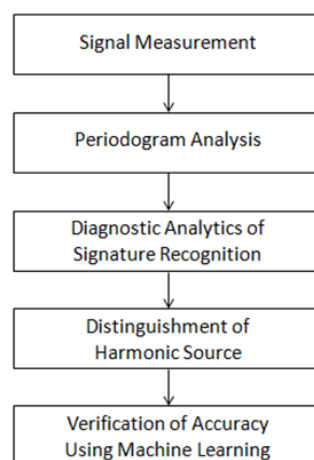 Signal Measurement
Periodogram Analysis
Diagnostic Analytics of
Signature Recognition
Distinguishment of
Harmonic Source
Verification of Accuracy
Using Machine Learning